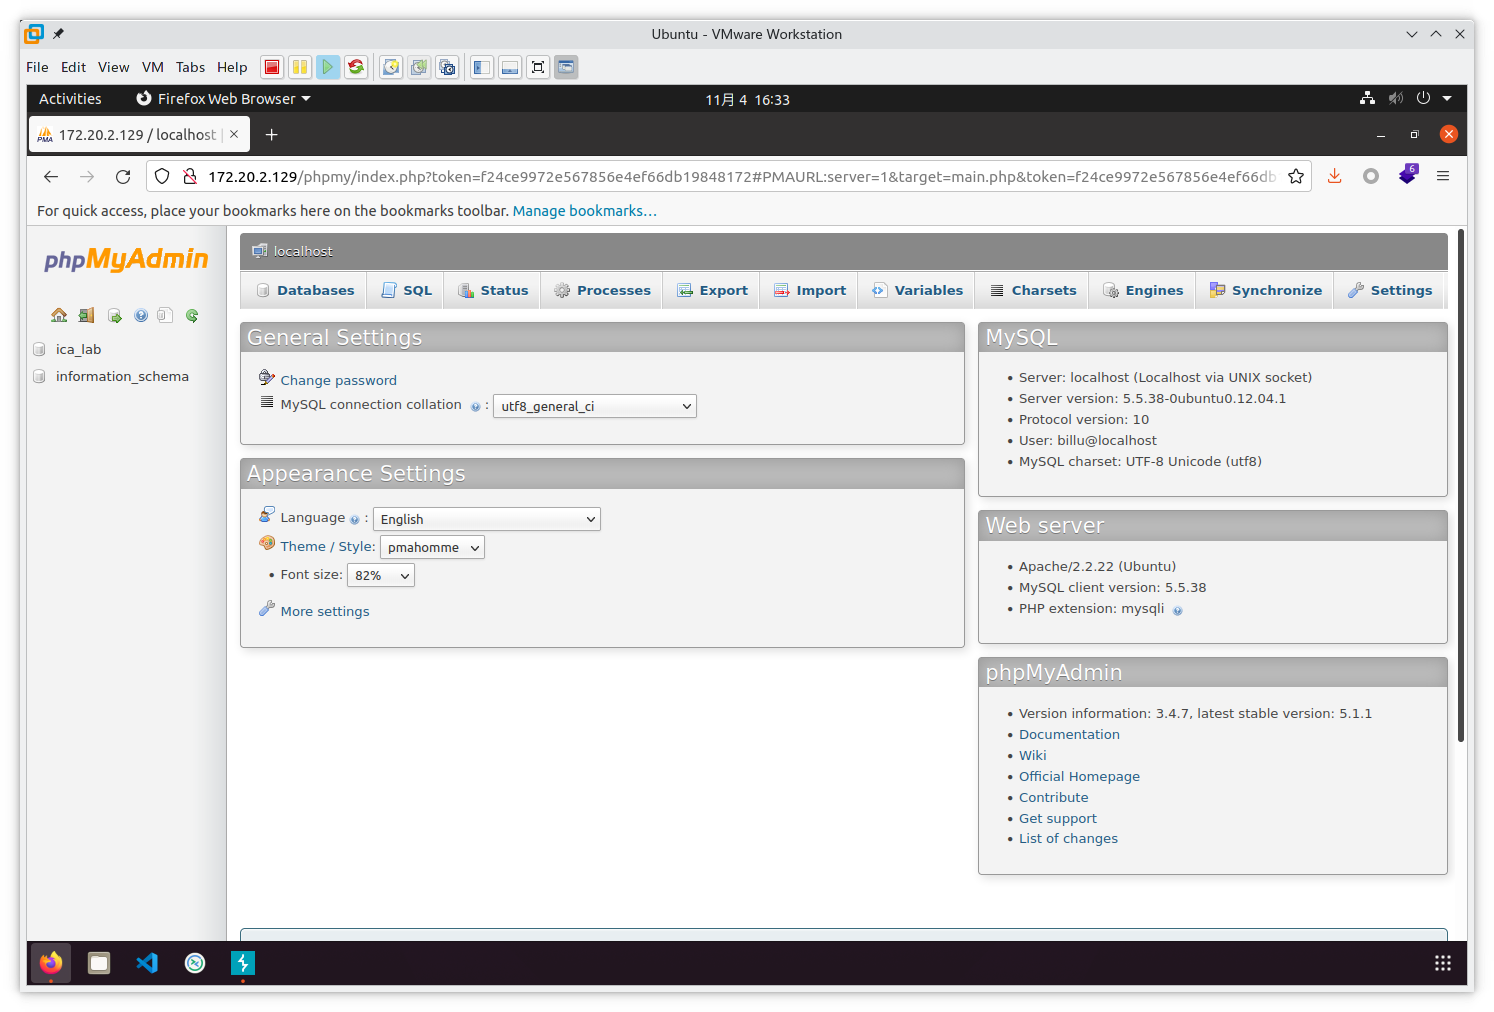 Ubuntu - VMware Workstation
File Edit View VM Tabs Help
Activities Firefox Web Browser 11月 4 16:33
PMA 172.20.2.129 / localhost |
172.20.2.129/phpmy/index.php?token=f24ce9972e567856e4ef66db19848172#PMAURL:server=1&target=main.php&token=f24ce9972e567856e4ef66db 6
For quick access, place your bookmarks here on the bookmarks toolbar. Manage bookmarks…
phpMyAdmin
ica_lab
information_schema
localhost
Databases SQL Status Processes Export Import Variables Charsets Engines Synchronize Settings
General Settings
Change password
MySQL connection collation : utf8_general_ci
Appearance Settings
Language : English
Theme / Style: pmahomme
• Font size: 82%
More settings
MySQL
• Server: localhost (Localhost via UNIX socket)
• Server version: 5.5.38-0ubuntu0.12.04.1
• Protocol version: 10
• User: billu@localhost
• MySQL charset: UTF-8 Unicode (utf8)
Web server
• Apache/2.2.22 (Ubuntu)
• MySQL client version: 5.5.38
• PHP extension: mysqli
phpMyAdmin
• Version information: 3.4.7, latest stable version: 5.1.1
• Documentation
• Wiki
• Official Homepage
• Contribute
• Get support
• List of changes